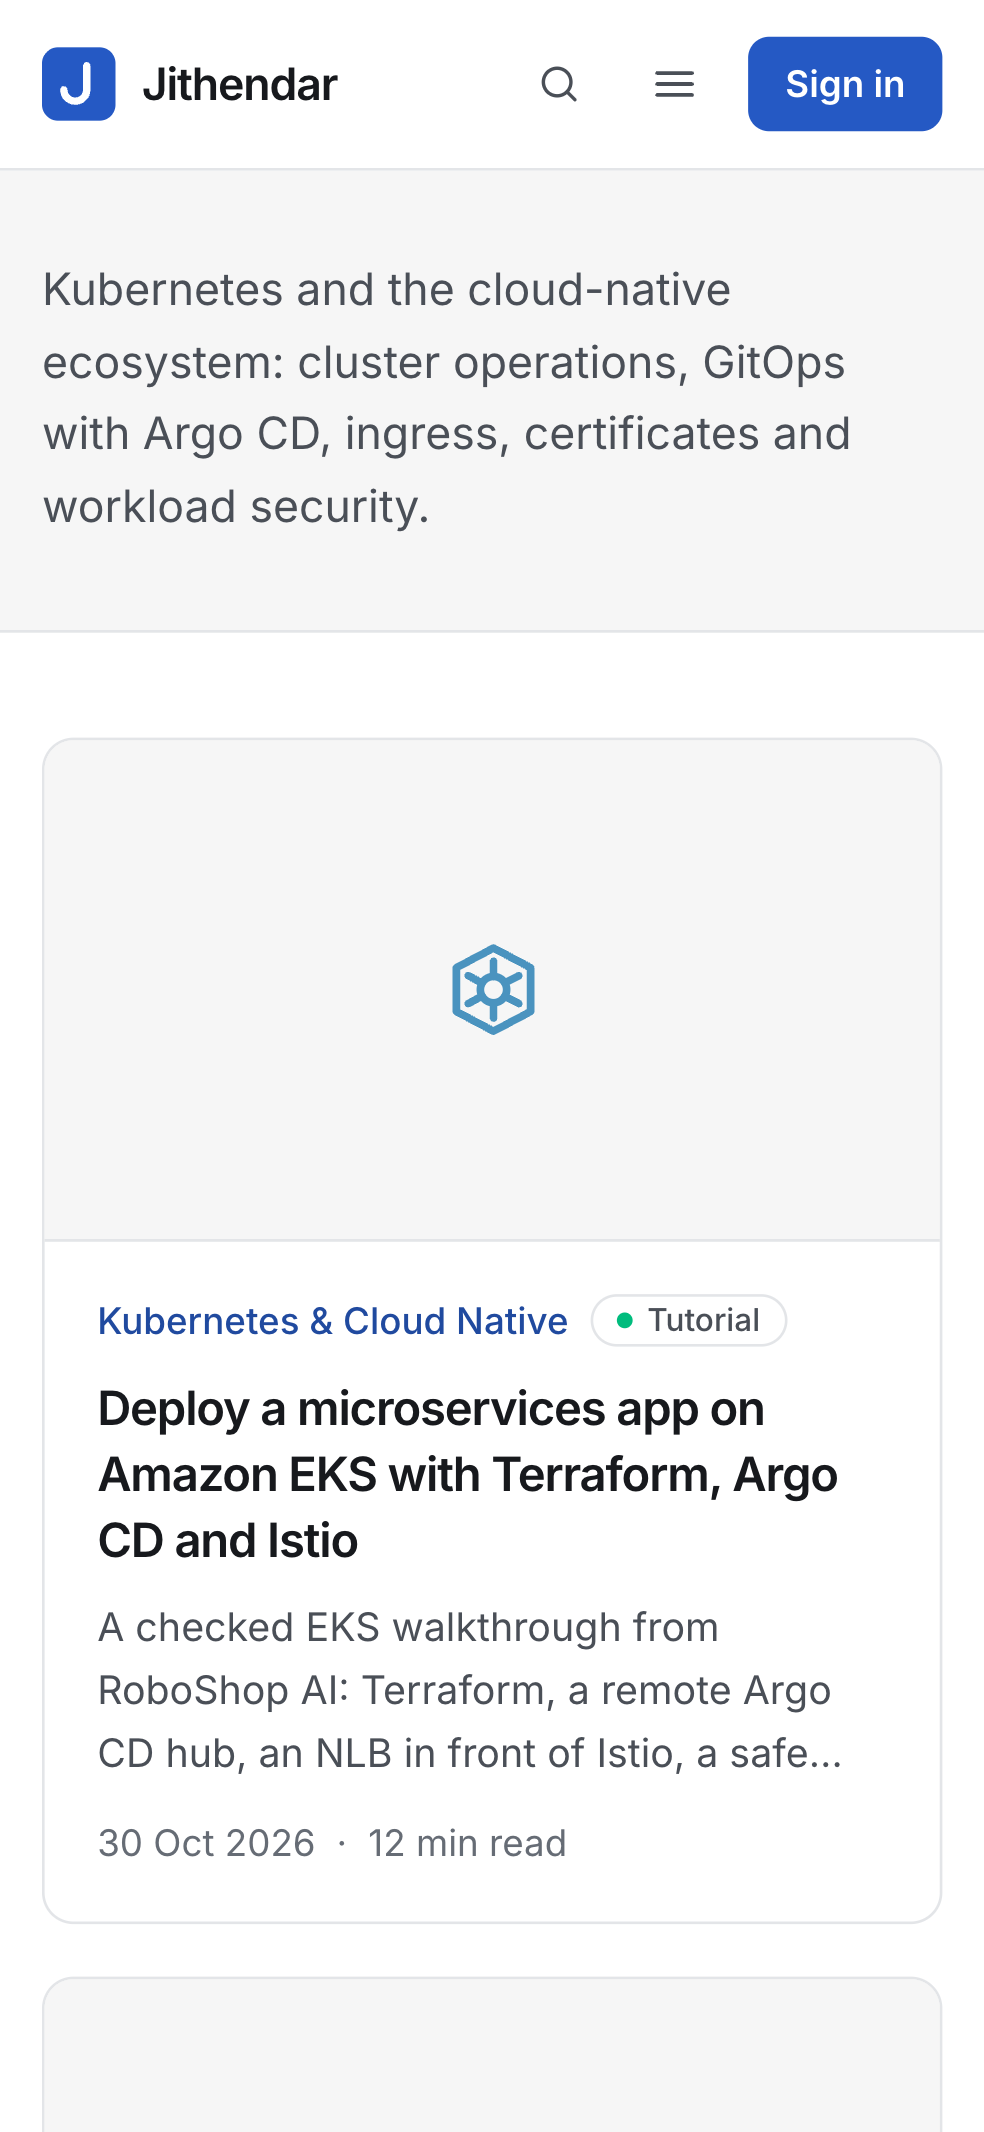 J Jithendar Sign in
Kubernetes and the cloud-native
ecosystem: cluster operations, GitOps
with Argo CD, ingress, certificates and
workload security.
Kubernetes & Cloud Native Tutorial
Deploy a microservices app on
Amazon EKS with Terraform, Argo
CD and Istio
A checked EKS walkthrough from
RoboShop AI: Terraform, a remote Argo
CD hub, an NLB in front of Istio, a safe...
30 Oct 2026 · 12 min read